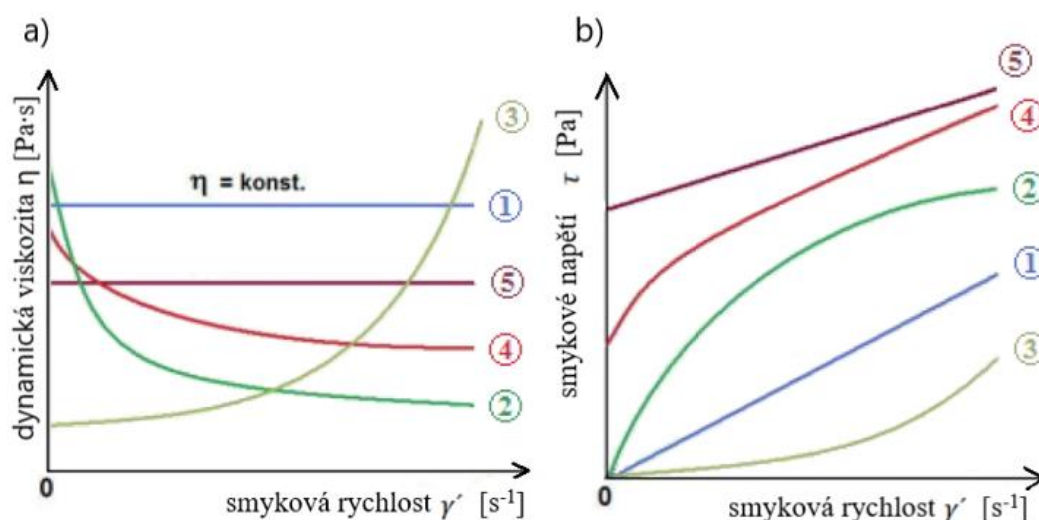 a)
dynamická viskozita η [Pa·s]
η = konst.
③
①
⑤
④
②
0
smyková rychlost γ´ [s⁻¹]
b)
smykové napětí τ [Pa]
⑤
④
②
①
③
0
smyková rychlost γ´ [s⁻¹]